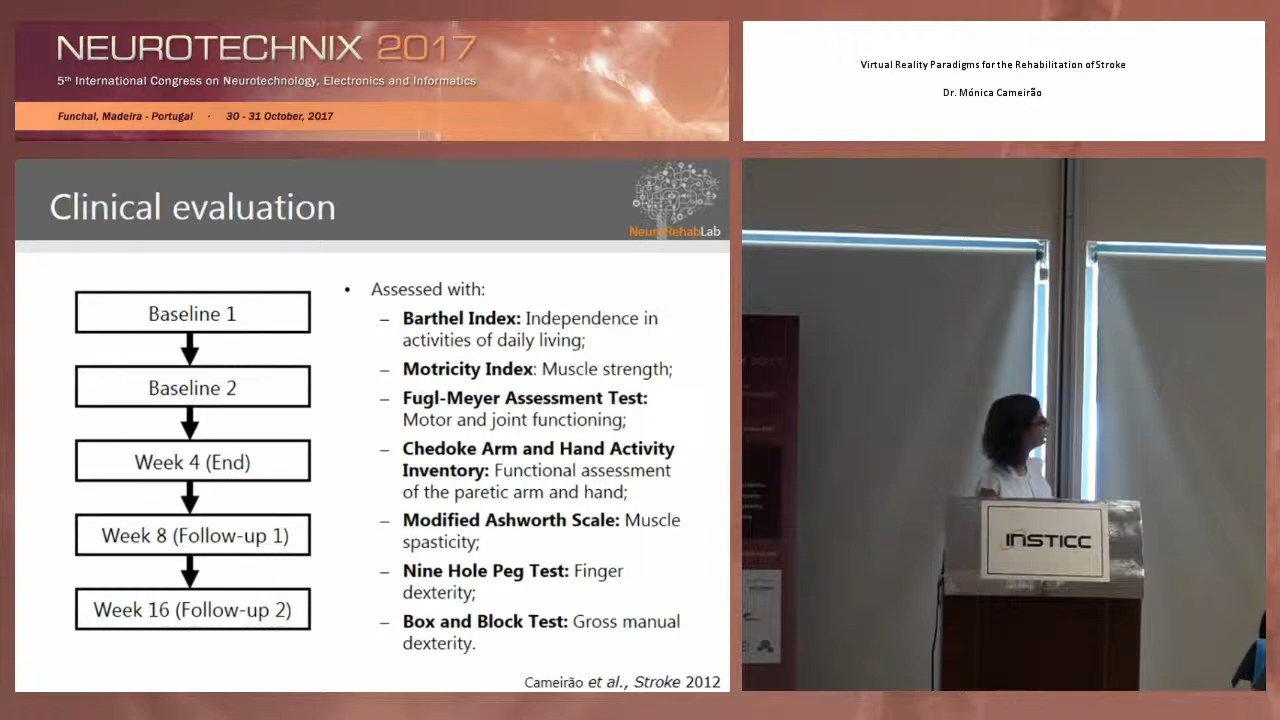 NEUROTECHNIX 2017
5th International Congress on Neurotechnology, Electronics and Informatics
Funchal, Madeira - Portugal · 30 - 31 October, 2017
Virtual Reality Paradigms for the Rehabilitation of Stroke
Dr. Mónica Cameirão
Clinical evaluation
NeuroRehabLab
Baseline 1
Baseline 2
Week 4 (End)
Week 8 (Follow-up 1)
Week 16 (Follow-up 2)
• Assessed with:
– Barthel Index: Independence in
activities of daily living;
– Motricity Index: Muscle strength;
– Fugl-Meyer Assessment Test:
Motor and joint functioning;
– Chedoke Arm and Hand Activity
Inventory: Functional assessment
of the paretic arm and hand;
– Modified Ashworth Scale: Muscle
spasticity;
– Nine Hole Peg Test: Finger
dexterity;
– Box and Block Test: Gross manual
dexterity.
Cameirão et al., Stroke 2012
INSTICC